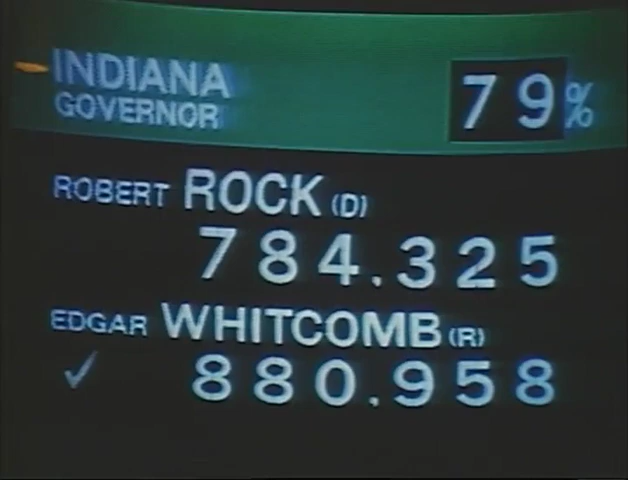 INDIANA
GOVERNOR
79%
ROBERT ROCK (D)
784.325
EDGAR WHITCOMB (R)
✓ 880.958